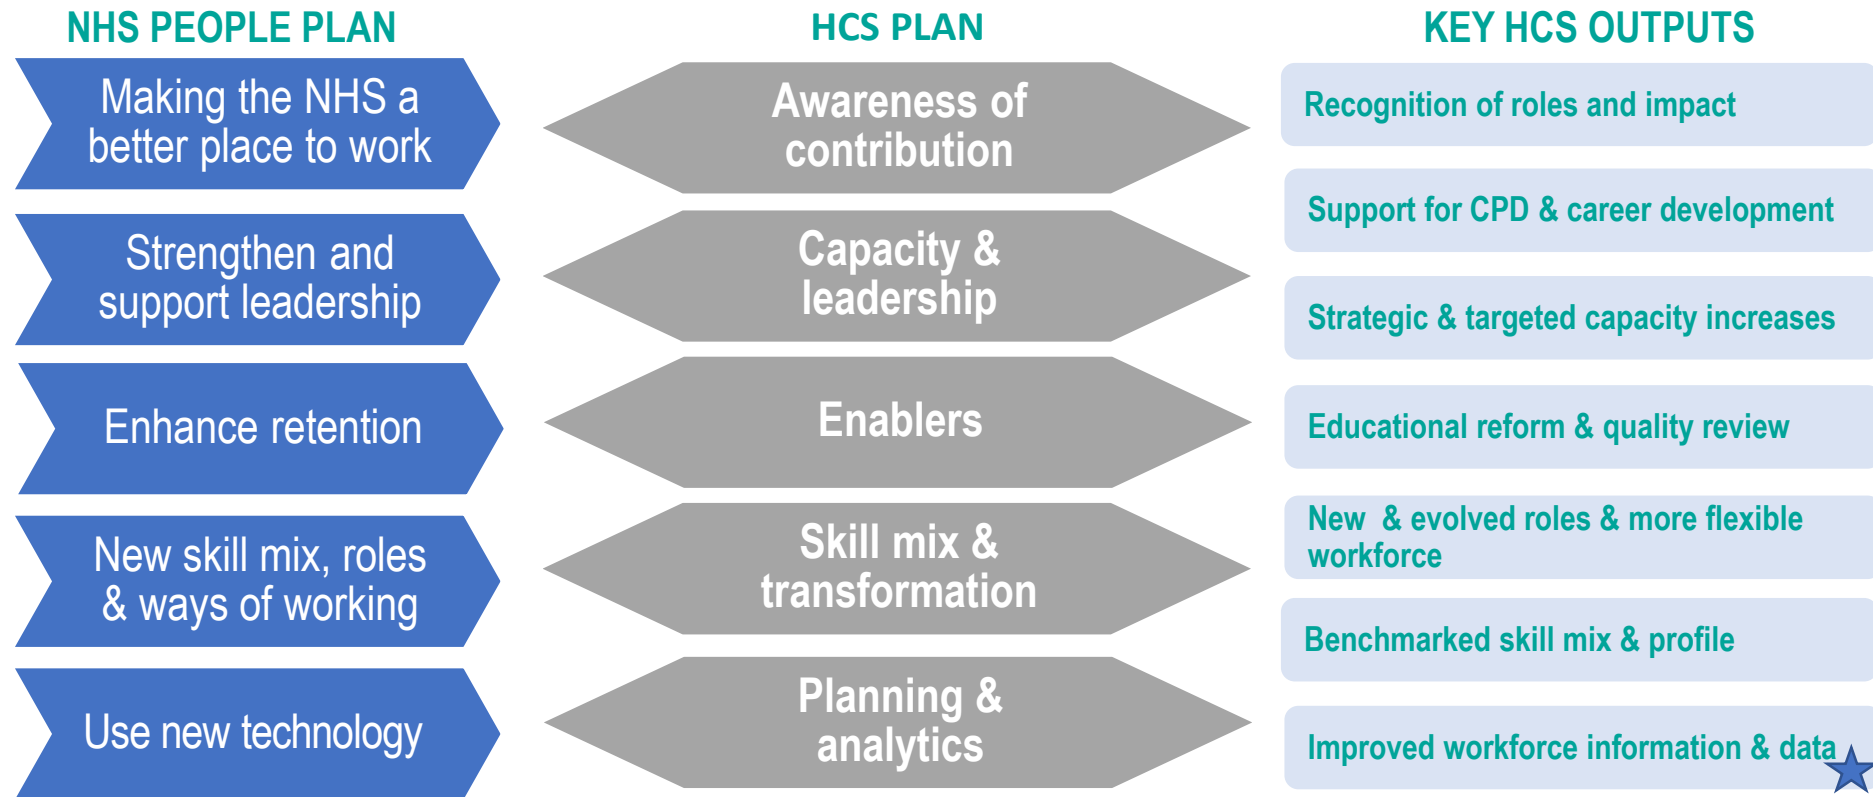 NHS PEOPLE PLAN
Making the NHS a
better place to work
Strengthen and
support leadership
Enhance retention
New skill mix, roles
& ways of working
Use new technology
HCS PLAN
Awareness of
contribution
Capacity &
leadership
Enablers
Skill mix &
transformation
Planning &
analytics
KEY HCS OUTPUTS
Recognition of roles and impact
Support for CPD & career development
Strategic & targeted capacity increases
Educational reform & quality review
New & evolved roles & more flexible
workforce
Benchmarked skill mix & profile
Improved workforce information & data